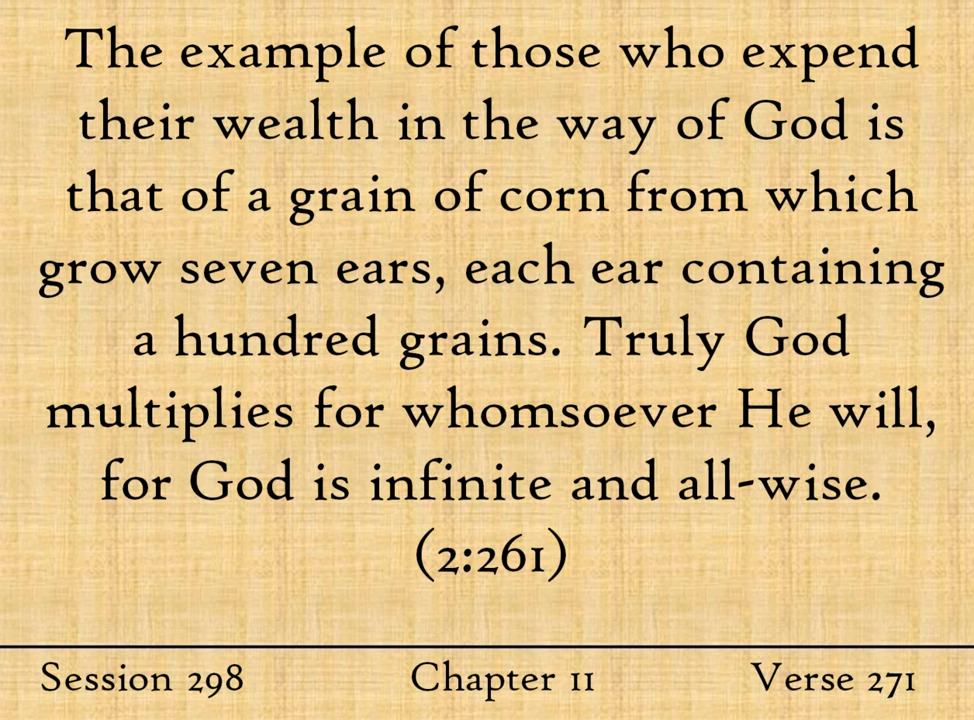 The example of those who expend
their wealth in the way of God is
that of a grain of corn from which
grow seven ears, each ear containing
a hundred grains. Truly God
multiplies for whomsoever He will,
for God is infinite and all-wise.
(2:261)
Session 298 Chapter 11 Verse 271